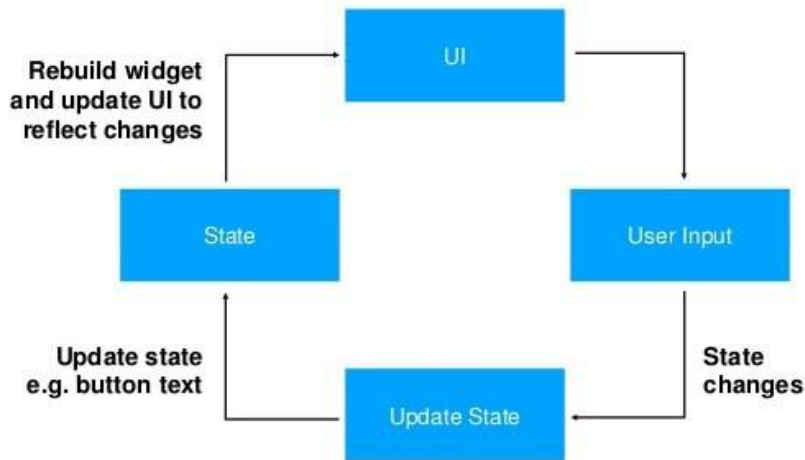 UI
Rebuild widget
and update UI to
reflect changes
State
User Input
Update state
e.g. button text
State
changes
Update State